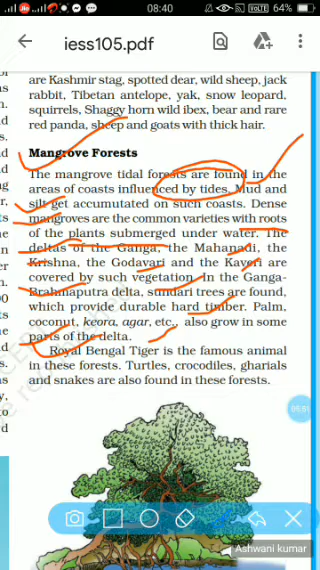 08:40
VoLTE 64%
iess105.pdf
are Kashmir stag, spotted dear, wild sheep, jack
rabbit, Tibetan antelope, yak, snow leopard,
squirrels, Shaggy horn wild ibex, bear and rare
red panda, sheep and goats with thick hair.
Mangrove Forests
The mangrove tidal forests are found in the
areas of coasts influenced by tides. Mud and
silt get accumutated on such coasts. Dense
mangroves are the common varieties with roots
of the plants submerged under water. The
deltas of the Ganga, the Mahanadi, the
Krishna, the Godavari and the Kaveri are
covered by such vegetation. in the Ganga-
Brahmaputra delta, sundari trees are found,
which provide durable hard timber. Palm,
coconut, keora, agar, etc., also grow in some
parts of the delta.
Royal Bengal Tiger is the famous animal
in these forests. Turtles, crocodiles, gharials
and snakes are also found in these forests.
Ashwani kumar